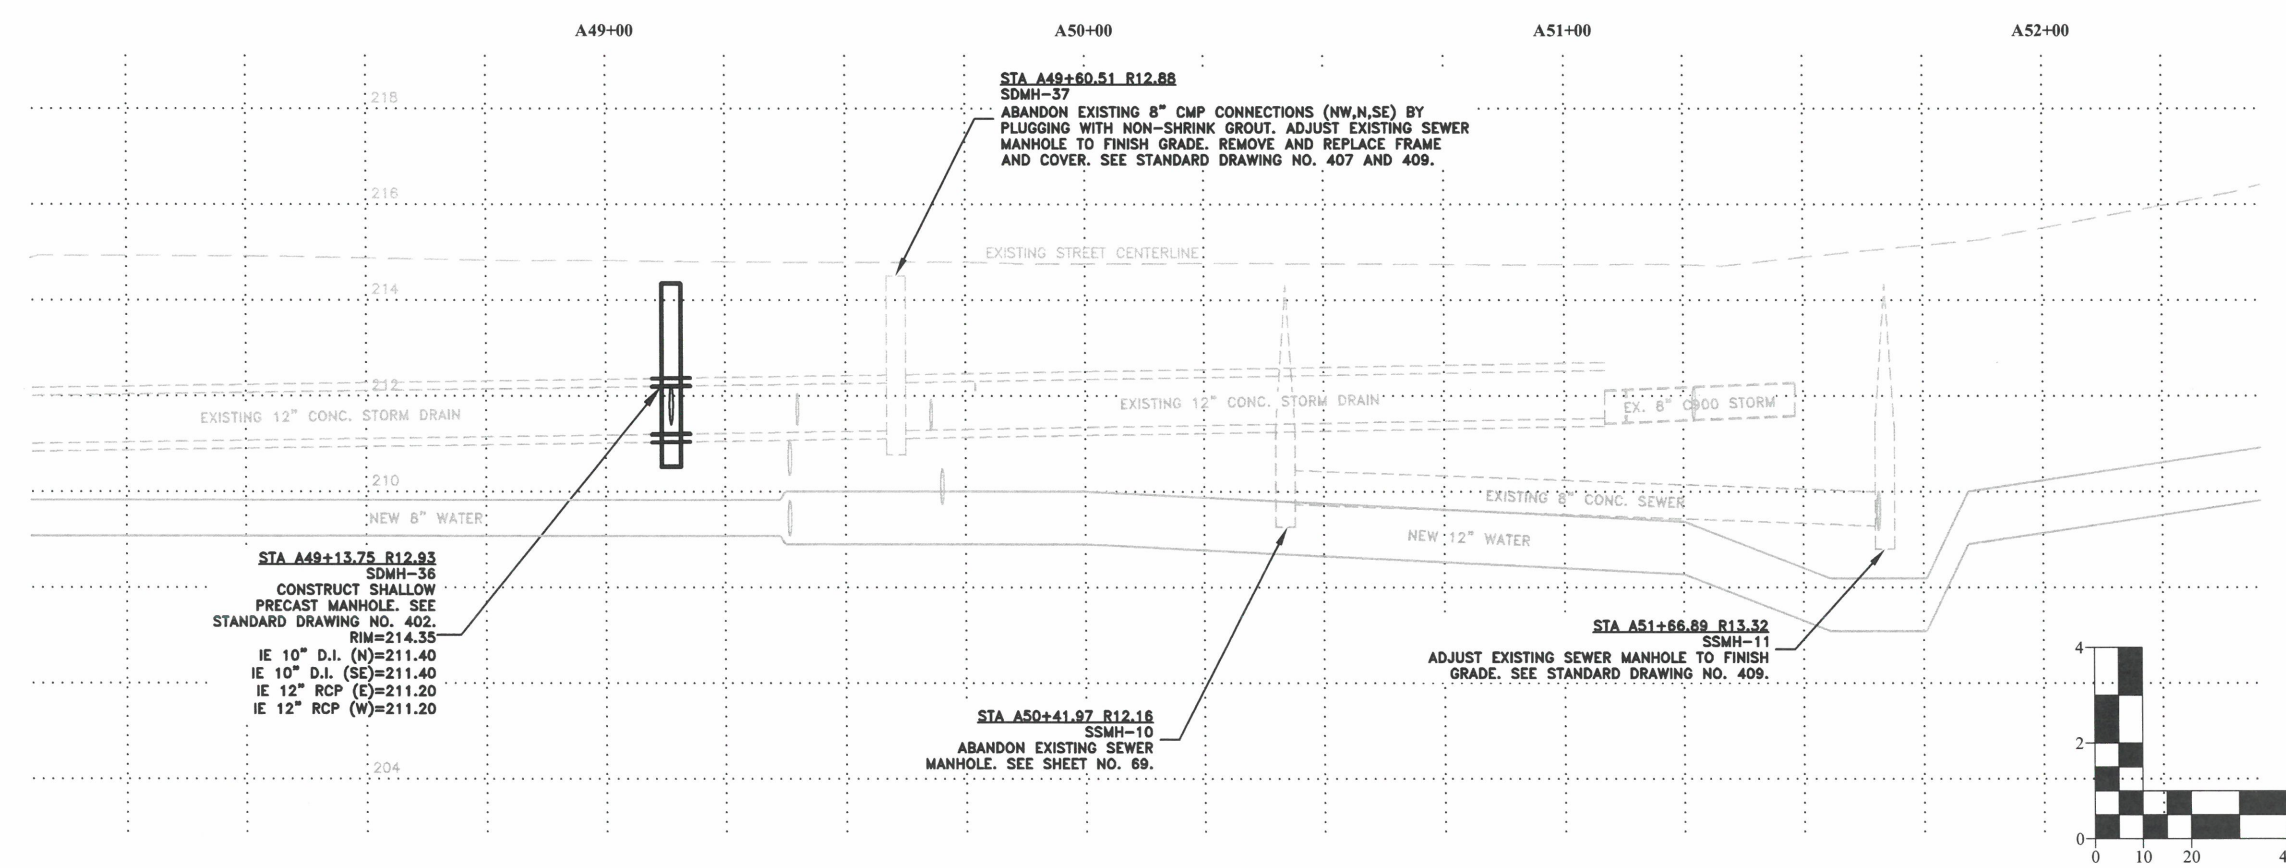 A49+00
A50+00
A51+00
A52+00
218
216
214
212
210
204
STA A49+60.51 R12.88
SDMH-37
ABANDON EXISTING 8" CMP CONNECTIONS (NW,N,SE) BY
PLUGGING WITH NON-SHRINK GROUT. ADJUST EXISTING SEWER
MANHOLE TO FINISH GRADE. REMOVE AND REPLACE FRAME
AND COVER. SEE STANDARD DRAWING NO. 407 AND 409.
EXISTING STREET CENTERLINE
EXISTING 12" CONC. STORM DRAIN
EXISTING 12" CONC. STORM DRAIN
EX. 8" C900 STORM
EXISTING 8" CONC. SEWER
NEW 8" WATER
NEW 12" WATER
STA A49+13.75 R12.93
SDMH-36
CONSTRUCT SHALLOW
PRECAST MANHOLE. SEE
STANDARD DRAWING NO. 402.
RIM=214.35
IE 10" D.I. (N)=211.40
IE 10" D.I. (SE)=211.40
IE 12" RCP (E)=211.20
IE 12" RCP (W)=211.20
STA A50+41.97 R12.16
SSMH-10
ABANDON EXISTING SEWER
MANHOLE. SEE SHEET NO. 69.
STA A51+66.89 R13.32
SSMH-11
ADJUST EXISTING SEWER MANHOLE TO FINISH
GRADE. SEE STANDARD DRAWING NO. 409.
4
2
0
0 10 20